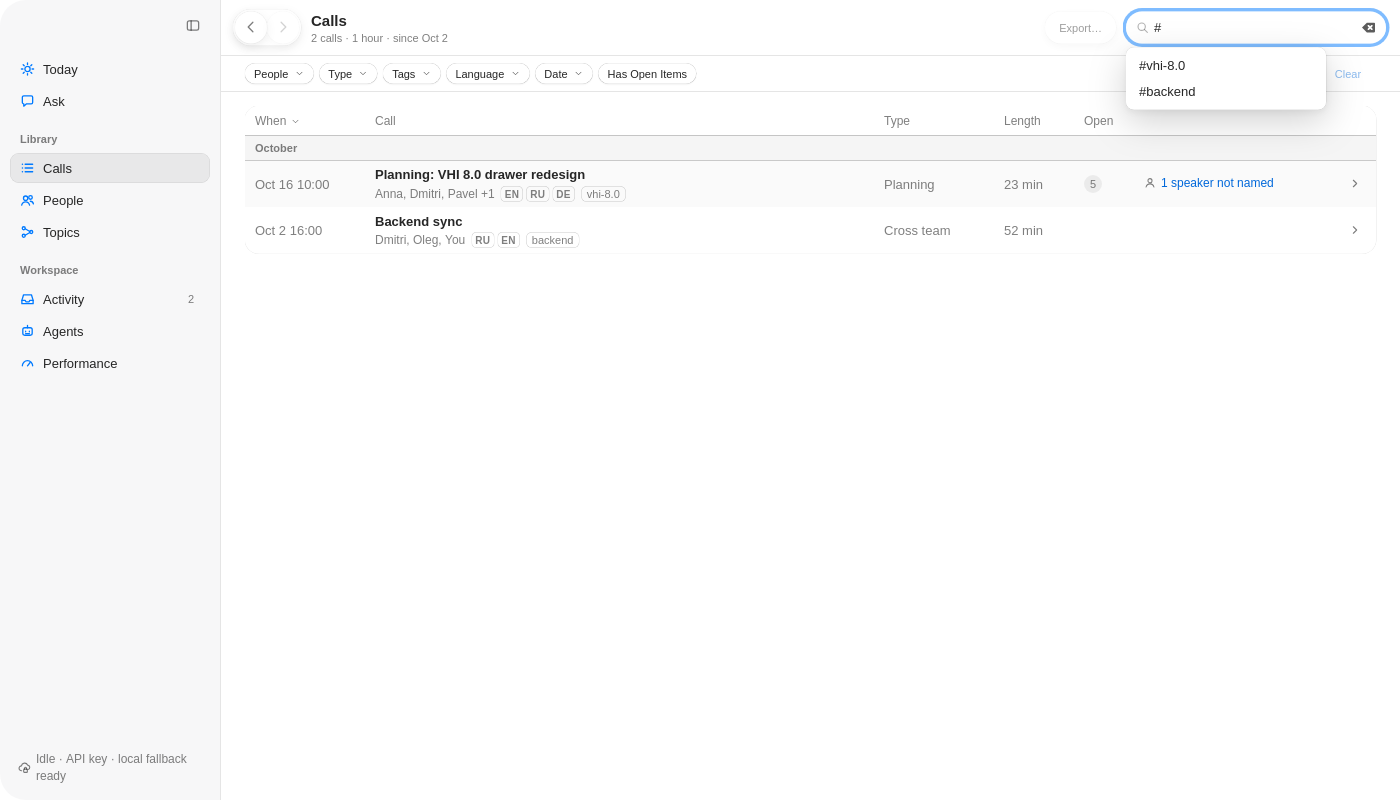 Today
Ask
Library
Calls
People
Topics
Workspace
Activity 2
Agents
Performance
Idle · API key · local fallback
ready
Calls
2 calls · 1 hour · since Oct 2
Export…
#
#vhi-8.0
#backend
People Type Tags Language Date Has Open Items Clear
When Call Type Length Open
October
Oct 16 10:00 Planning: VHI 8.0 drawer redesign Planning 23 min 5 1 speaker not named
Anna, Dmitri, Pavel +1 EN RU DE vhi-8.0
Oct 2 16:00 Backend sync Cross team 52 min
Dmitri, Oleg, You RU EN backend